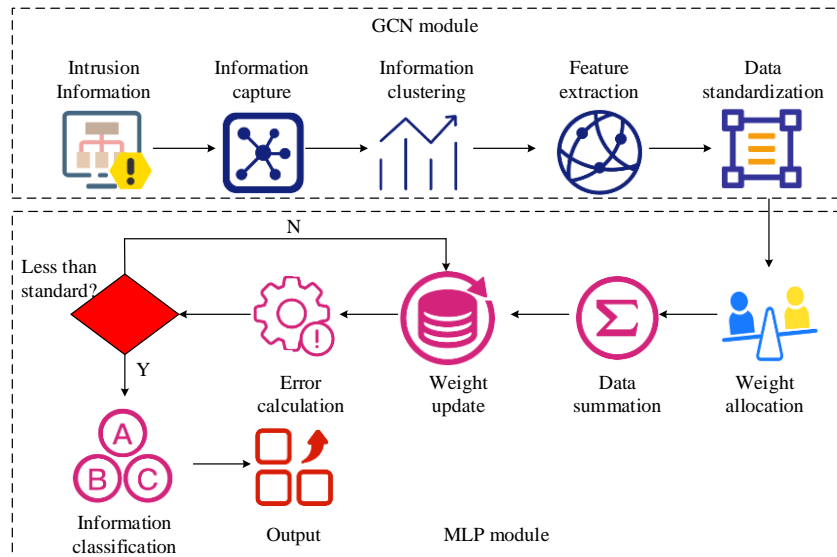 GCN module
Intrusion
Information
Information
capture
Information
clustering
Feature
extraction
Data
standardization
N
Less than
standard?
Y
Error
calculation
Weight
update
Σ
Data
summation
Weight
allocation
A
B
C
Information
classification
Output
MLP module